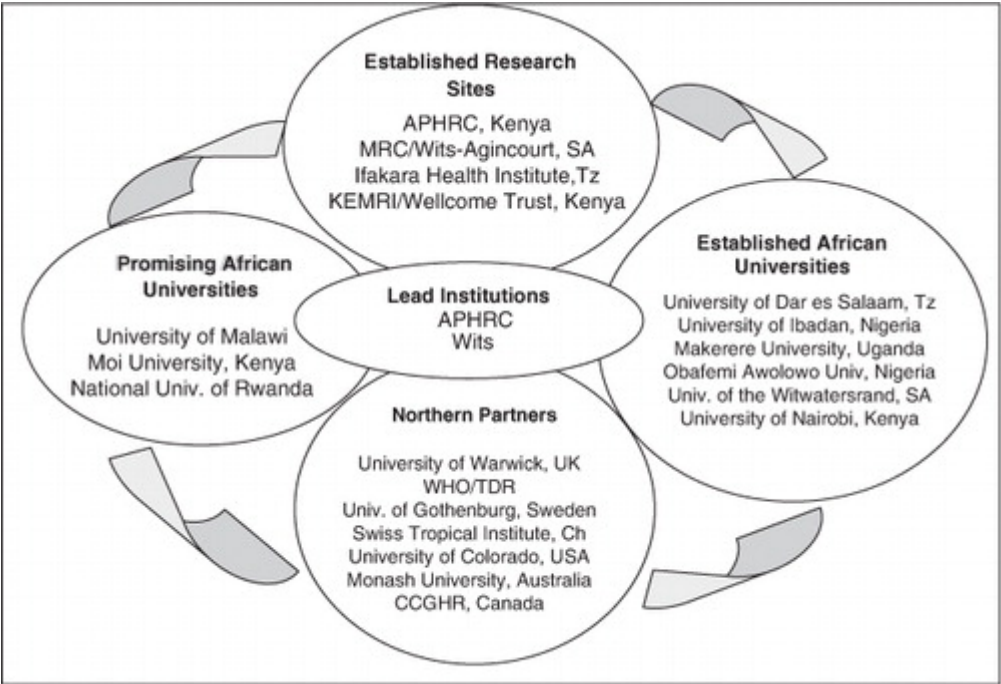 Established Research
Sites
APHRC, Kenya
MRC/Wits-Agincourt, SA
Ifakara Health Institute,Tz
KEMRI/Wellcome Trust, Kenya
Promising African
Universities
University of Malawi
Moi University, Kenya
National Univ. of Rwanda
Lead Institutions
APHRC
Wits
Established African
Universities
University of Dar es Salaam, Tz
University of Ibadan, Nigeria
Makerere University, Uganda
Obafemi Awolowo Univ, Nigeria
Univ. of the Witwatersrand, SA
University of Nairobi, Kenya
Northern Partners
University of Warwick, UK
WHO/TDR
Univ. of Gothenburg, Sweden
Swiss Tropical Institute, Ch
University of Colorado, USA
Monash University, Australia
CCGHR, Canada